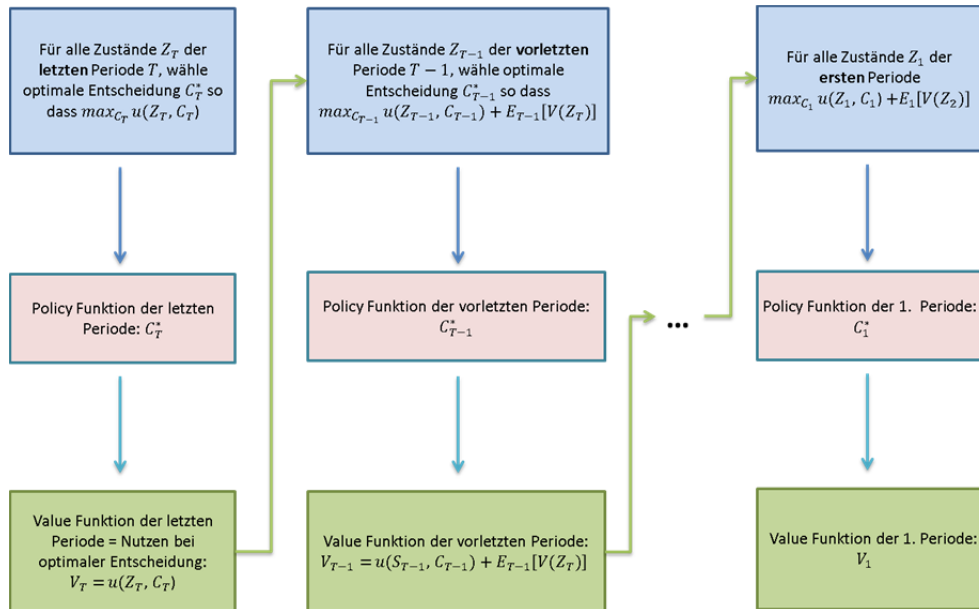 Für alle Zustände Z_T der
letzten Periode T, wähle
optimale Entscheidung C_T^* so
dass max_{C_T} u(Z_T, C_T)
Policy Funktion der letzten
Periode: C_T^*
Value Funktion der letzten
Periode = Nutzen bei
optimaler Entscheidung:
V_T = u(Z_T, C_T)
Für alle Zustände Z_{T−1} der vorletzten
Periode T − 1, wähle optimale
Entscheidung C_{T−1}^* so dass
max_{C_{T−1}} u(Z_{T−1}, C_{T−1}) + E_{T−1}[V(Z_T)]
Policy Funktion der vorletzten Periode:
C_{T−1}^*
Value Funktion der vorletzten Periode:
V_{T−1} = u(S_{T−1}, C_{T−1}) + E_{T−1}[V(Z_T)]
...
Für alle Zustände Z_1 der
ersten Periode
max_{C_1} u(Z_1, C_1) +E_1[V(Z_2)]
Policy Funktion der 1. Periode:
C_1^*
Value Funktion der 1. Periode:
V_1